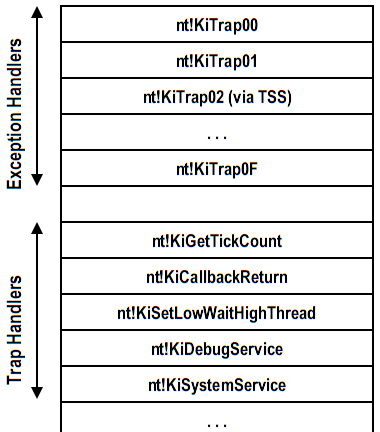 Exception Handlers
nt!KiTrap00
nt!KiTrap01
nt!KiTrap02 (via TSS)
. . .
nt!KiTrap0F
Trap Handlers
nt!KiGetTickCount
nt!KiCallbackReturn
nt!KiSetLowWaitHighThread
nt!KiDebugService
nt!KiSystemService
. . .